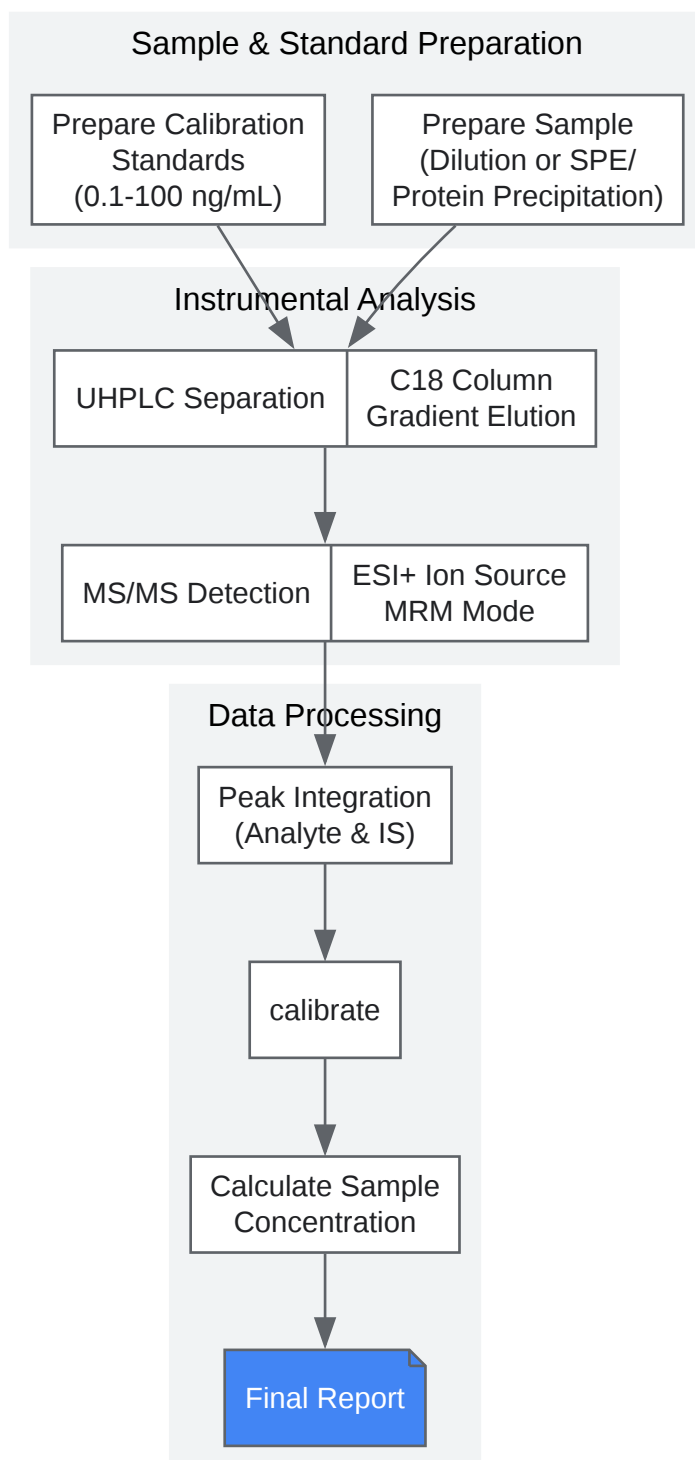 Sample & Standard Preparation
Prepare Calibration
Standards
(0.1-100 ng/mL)
Prepare Sample
(Dilution or SPE/
Protein Precipitation)
Instrumental Analysis
UHPLC Separation
C18 Column
Gradient Elution
MS/MS Detection
ESI+ Ion Source
MRM Mode
Data Processing
Peak Integration
(Analyte & IS)
calibrate
Calculate Sample
Concentration
Final Report